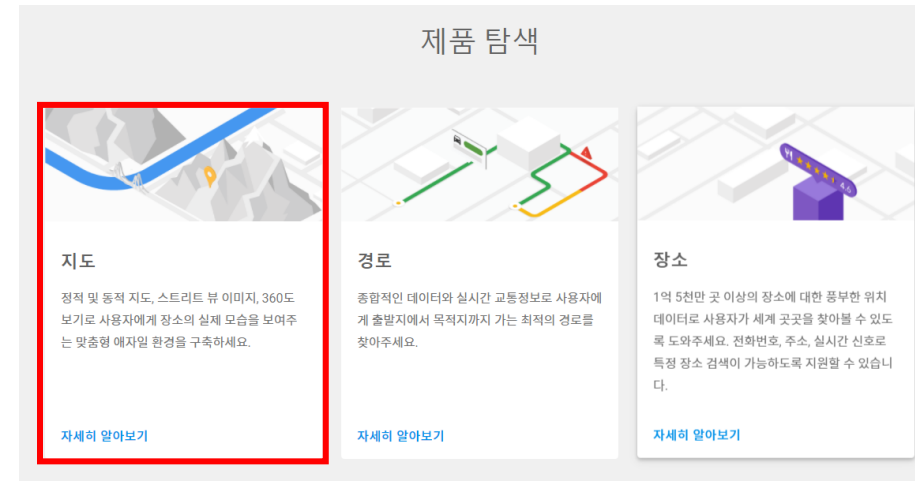 제품 탐색
4.6
지도
정적 및 동적 지도, 스트리트 뷰 이미지, 360도
보기로 사용자에게 장소의 실제 모습을 보여주
는 맞춤형 애자일 환경을 구축하세요.
자세히 알아보기
경로
종합적인 데이터와 실시간 교통정보로 사용자에
게 출발지에서 목적지까지 가는 최적의 경로를
찾아주세요.
자세히 알아보기
장소
1억 5천만 곳 이상의 장소에 대한 풍부한 위치
데이터로 사용자가 세계 곳곳을 찾아볼 수 있도
록 도와주세요. 전화번호, 주소, 실시간 신호로
특정 장소 검색이 가능하도록 지원할 수 있습니
다.
자세히 알아보기